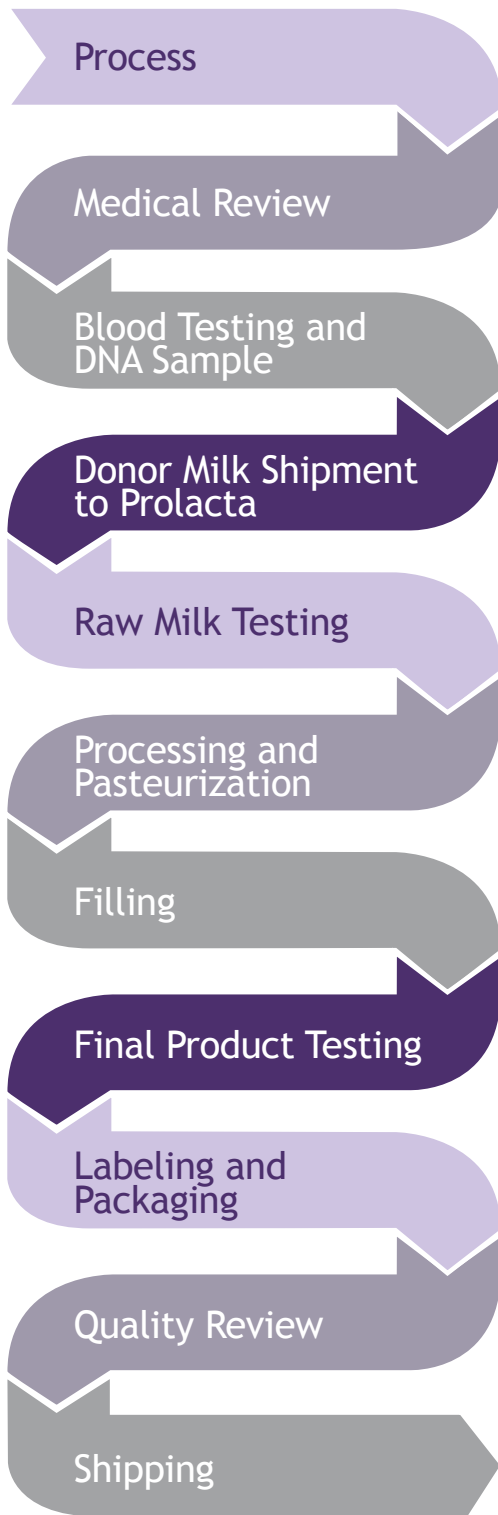 Process
Medical Review
Blood Testing and
DNA Sample
Donor Milk Shipment
to Prolacta
Raw Milk Testing
Processing and
Pasteurization
Filling
Final Product Testing
Labeling and
Packaging
Quality Review
Shipping